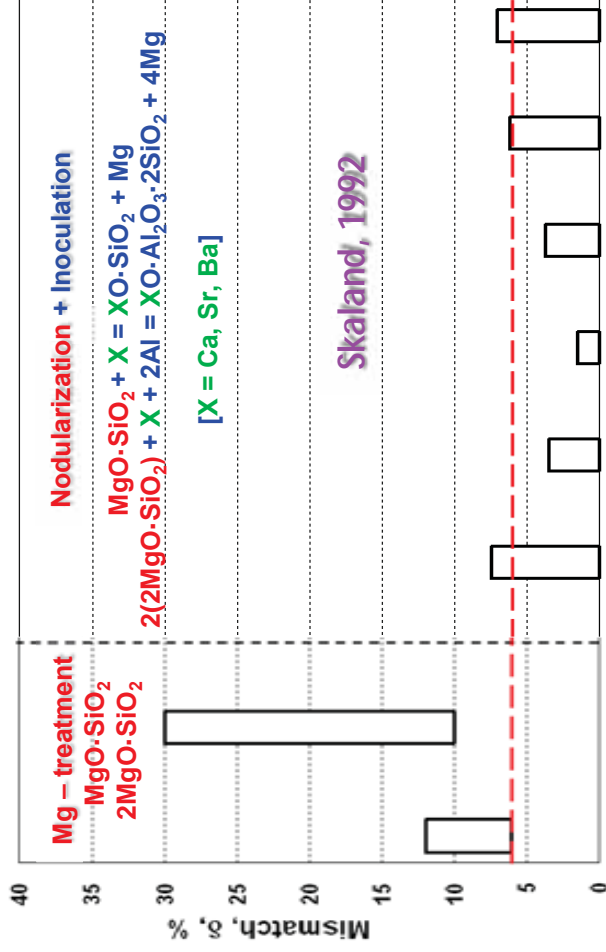 Mismatch, δ, %
40
35
30
25
20
15
10
5
0
Mg – treatment
MgO·SiO₂
2MgO·SiO₂
Nodularization + Inoculation
MgO·SiO₂ + X = XO·SiO₂ + Mg
2(2MgO·SiO₂) + X + 2Al = XO·Al₂O₃·2SiO₂ + 4Mg
[X = Ca, Sr, Ba]
Skaland, 1992